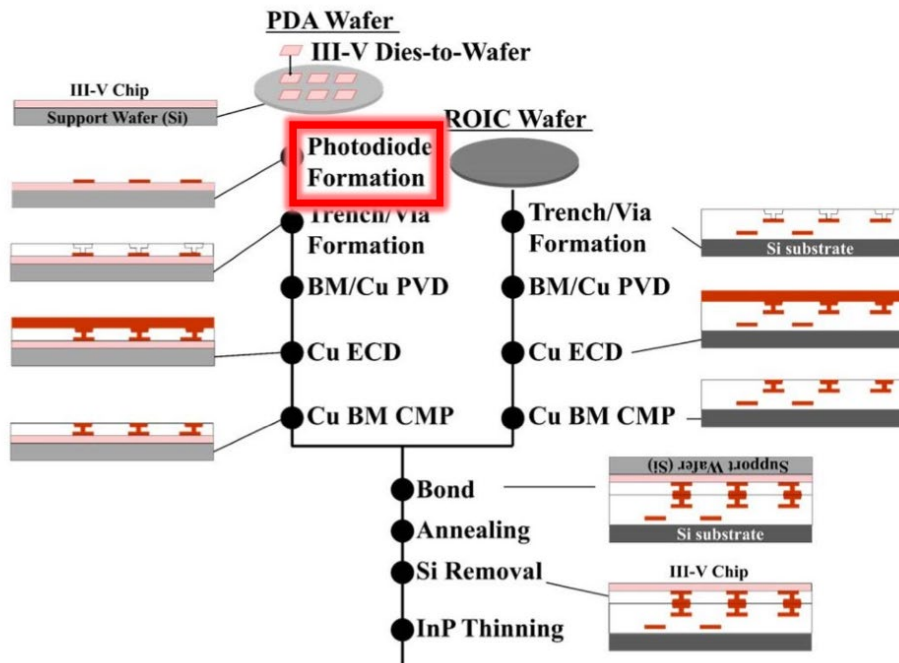 PDA Wafer
III-V Dies-to-Wafer
III-V Chip
Support Wafer (Si)
ROIC Wafer
Photodiode
Formation
Trench/Via
Formation
Trench/Via
Formation
Si substrate
BM/Cu PVD
BM/Cu PVD
Cu ECD
Cu ECD
Cu BM CMP
Cu BM CMP
Support Wafer (Si)
Bond
Annealing
Si substrate
Si Removal
III-V Chip
InP Thinning